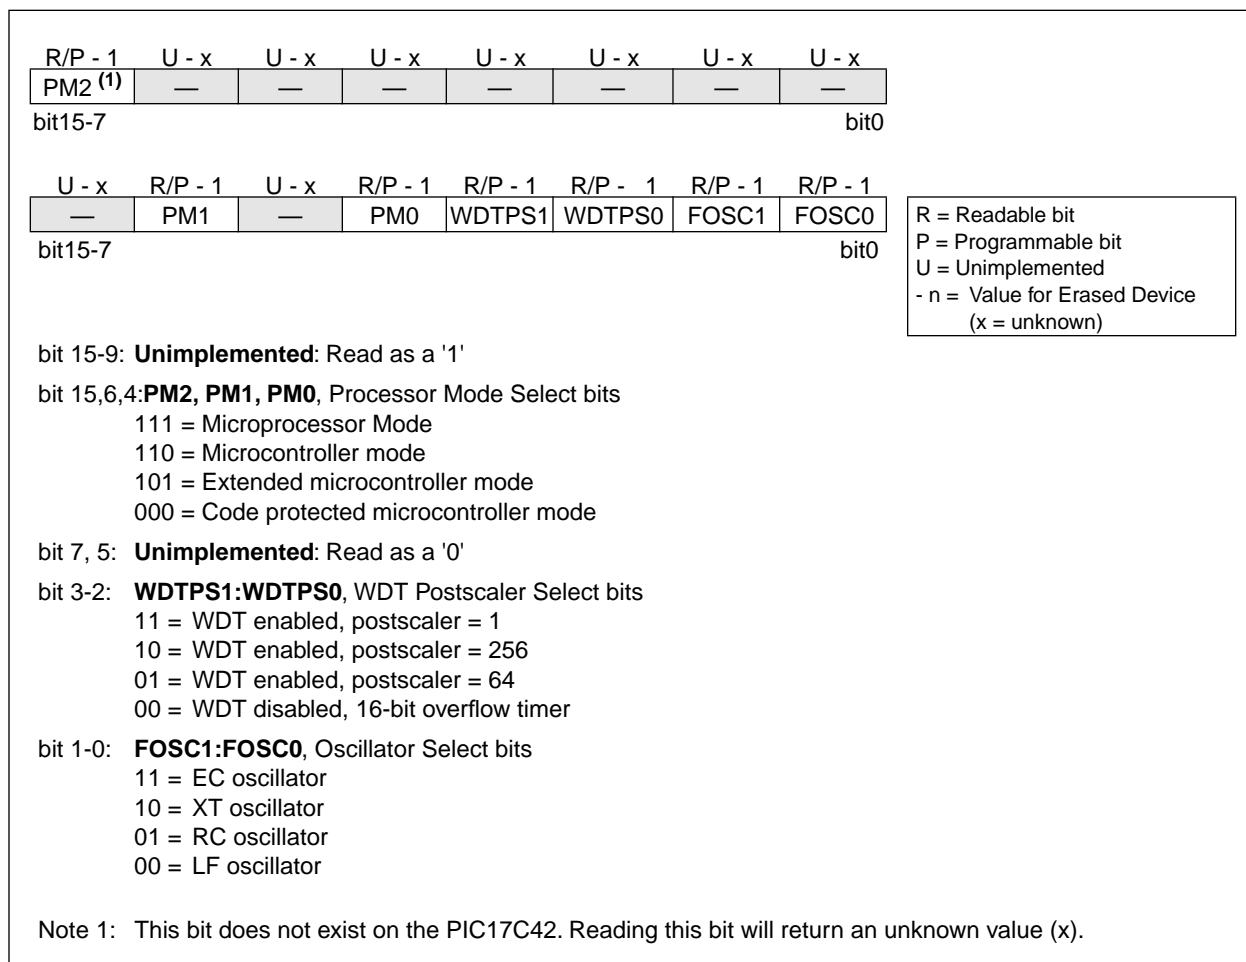 R/P - 1 U - x U - x U - x U - x U - x U - x U - x
PM2 (1) — — — — — — —
bit15-7 bit0
U - x R/P - 1 U - x R/P - 1 R/P - 1 R/P - 1 R/P - 1 R/P - 1
— PM1 — PM0 WDTPS1 WDTPS0 FOSC1 FOSC0
bit15-7 bit0
R = Readable bit
P = Programmable bit
U = Unimplemented
- n = Value for Erased Device
(x = unknown)
bit 15-9: Unimplemented: Read as a '1'
bit 15,6,4:PM2, PM1, PM0, Processor Mode Select bits
111 = Microprocessor Mode
110 = Microcontroller mode
101 = Extended microcontroller mode
000 = Code protected microcontroller mode
bit 7, 5: Unimplemented: Read as a '0'
bit 3-2: WDTPS1:WDTPS0, WDT Postscaler Select bits
11 = WDT enabled, postscaler = 1
10 = WDT enabled, postscaler = 256
01 = WDT enabled, postscaler = 64
00 = WDT disabled, 16-bit overflow timer
bit 1-0: FOSC1:FOSC0, Oscillator Select bits
11 = EC oscillator
10 = XT oscillator
01 = RC oscillator
00 = LF oscillator
Note 1: This bit does not exist on the PIC17C42. Reading this bit will return an unknown value (x).